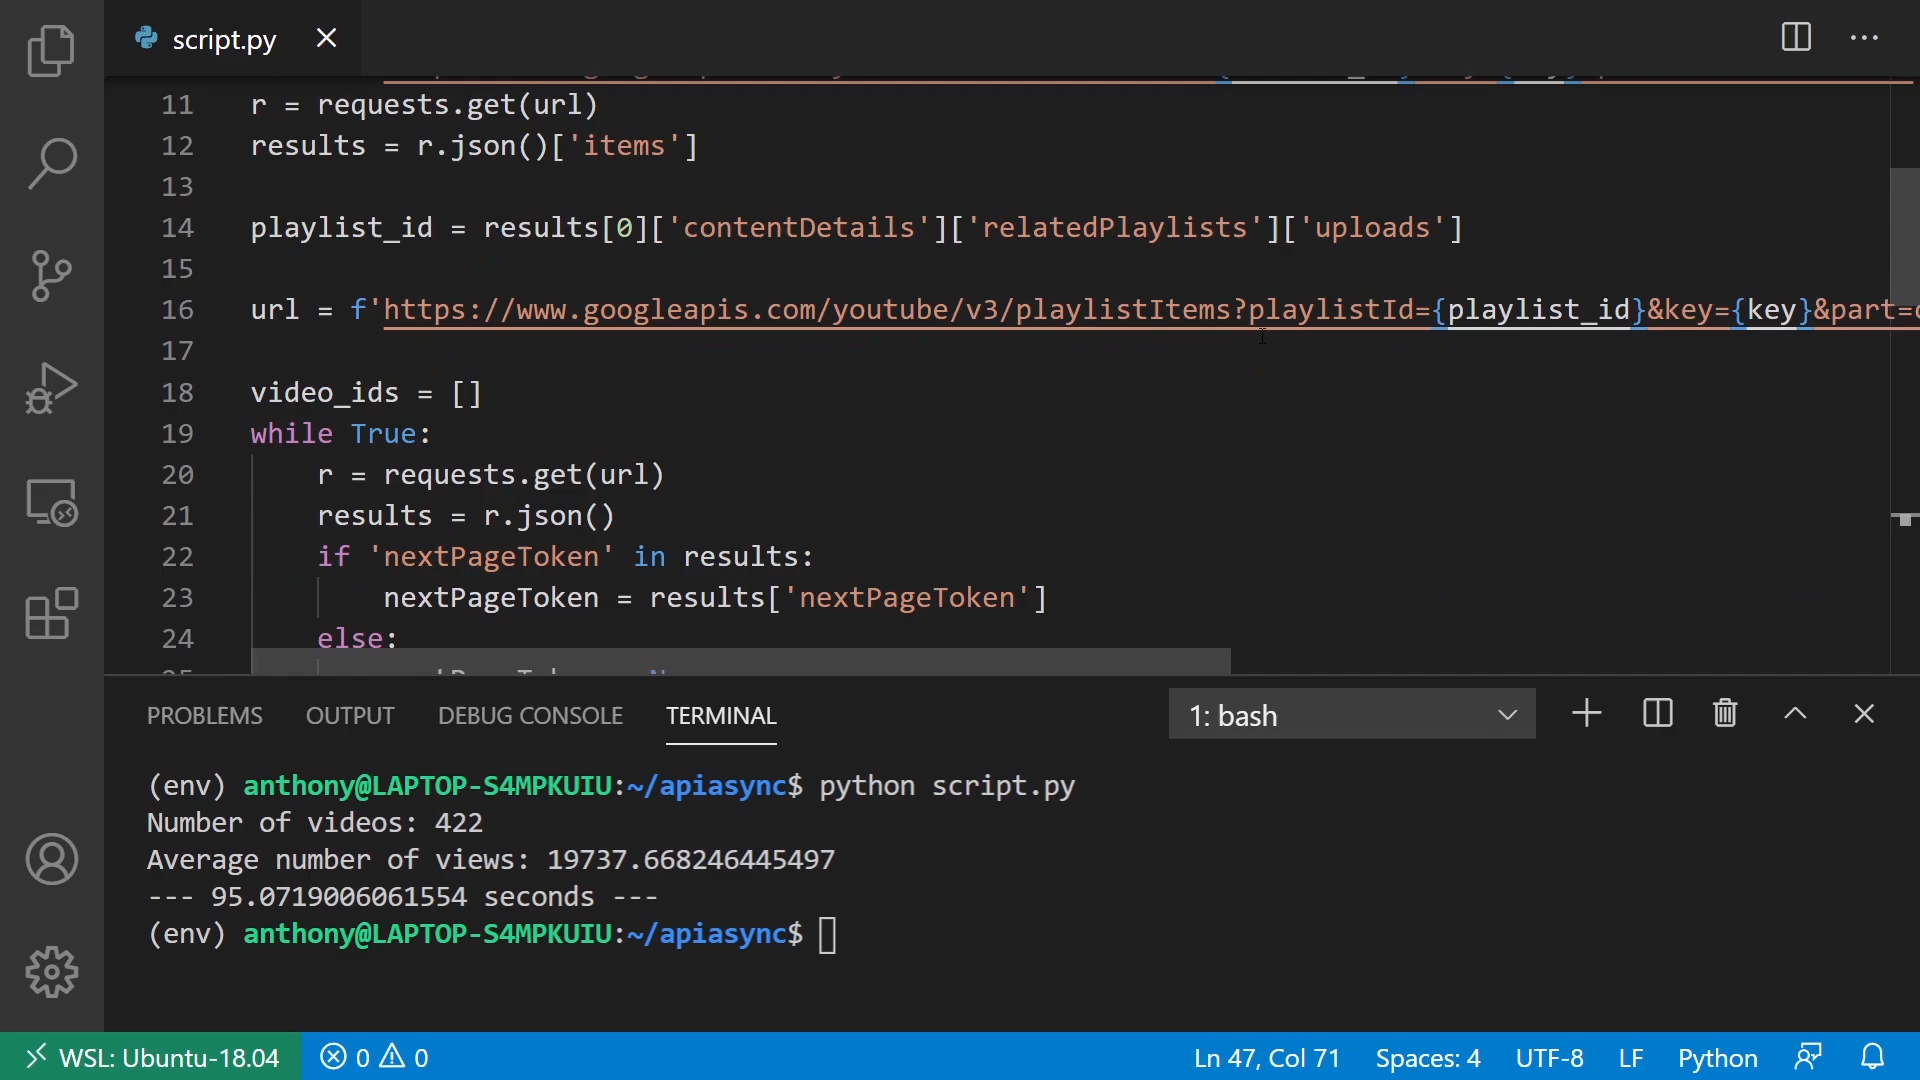 script.py
11 r = requests.get(url)
12 results = r.json()['items']
13
14 playlist_id = results[0]['contentDetails']['relatedPlaylists']['uploads']
15
16 url = f'https://www.googleapis.com/youtube/v3/playlistItems?playlistId={playlist_id}&key={key}&part=
17
18 video_ids = []
19 while True:
20 r = requests.get(url)
21 results = r.json()
22 if 'nextPageToken' in results:
23 nextPageToken = results['nextPageToken']
24 else:
PROBLEMS OUTPUT DEBUG CONSOLE TERMINAL 1: bash
(env) anthony@LAPTOP-S4MPKUIU:~/apiasync$ python script.py
Number of videos: 422
Average number of views: 19737.668246445497
--- 95.0719006061554 seconds ---
(env) anthony@LAPTOP-S4MPKUIU:~/apiasync$
WSL: Ubuntu-18.04 0 0 Ln 47, Col 71 Spaces: 4 UTF-8 LF Python